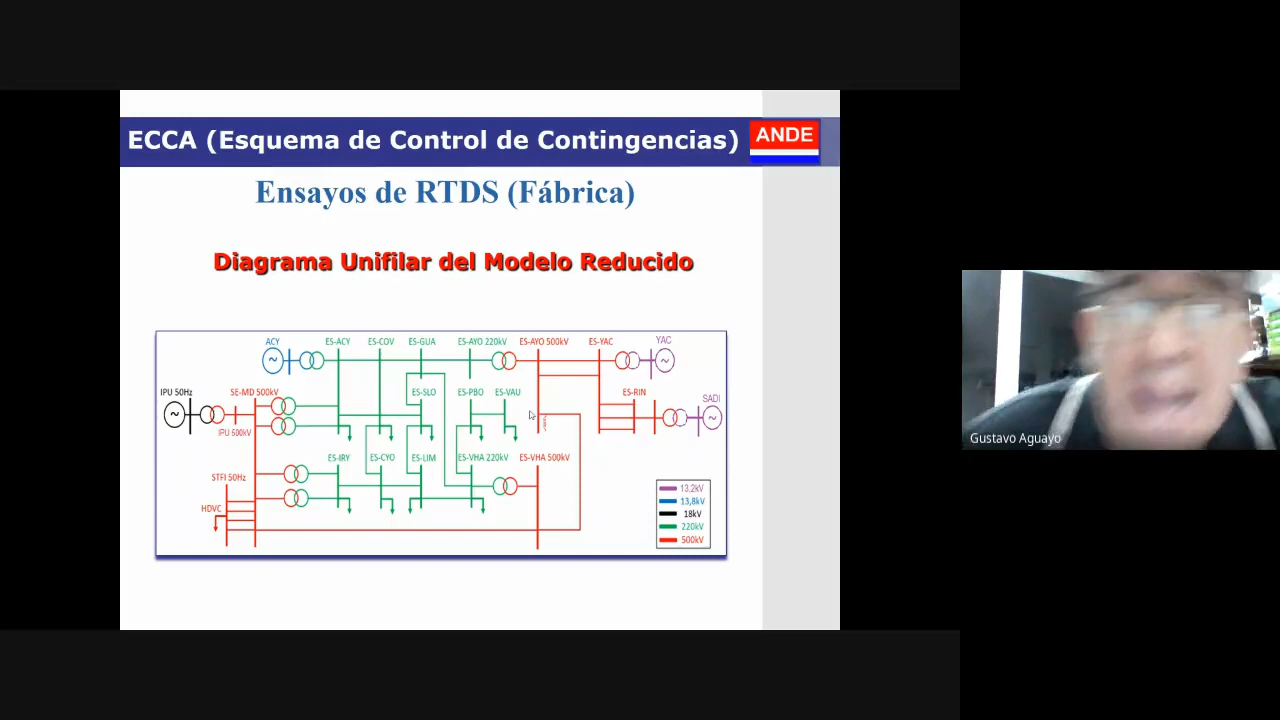 ECCA (Esquema de Control de Contingencias)
ANDE
Ensayos de RTDS (Fábrica)
Diagrama Unifilar del Modelo Reducido
ACY
ES-ACY
ES-COV
ES-GUA
ES-AYO 220kV
ES-AYO 500kV
ES-YAC
YAC
IPU 50Hz
SE-MD 500kV
ES-SLO
ES-PBO
ES-VAU
ES-RIN
SADI
IPU 500kV
ES-IRY
ES-CYO
ES-LIM
ES-VHA 220kV
ES-VHA 500kV
STFI 50Hz
HDVC
13,2kV
13,8kV
18kV
220kV
500kV
Gustavo Aguayo